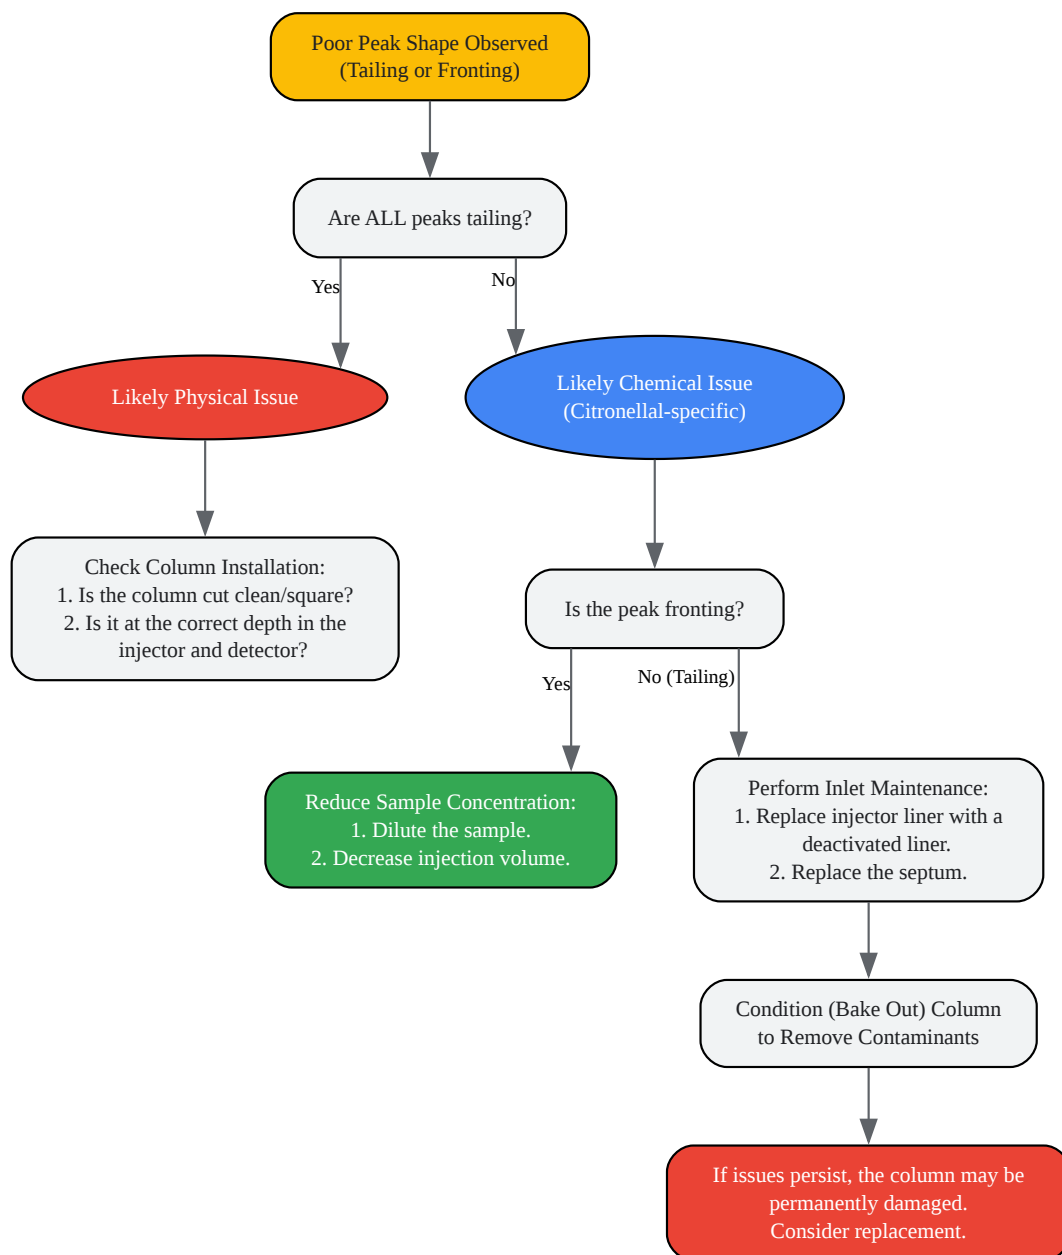 Poor Peak Shape Observed
(Tailing or Fronting)
Are ALL peaks tailing?
Yes
No
Likely Physical Issue
Likely Chemical Issue
(Citronellal-specific)
Check Column Installation:
1. Is the column cut clean/square?
2. Is it at the correct depth in the
injector and detector?
Is the peak fronting?
Yes
No (Tailing)
Reduce Sample Concentration:
1. Dilute the sample.
2. Decrease injection volume.
Perform Inlet Maintenance:
1. Replace injector liner with a
deactivated liner.
2. Replace the septum.
Condition (Bake Out) Column
to Remove Contaminants
If issues persist, the column may be
permanently damaged.
Consider replacement.